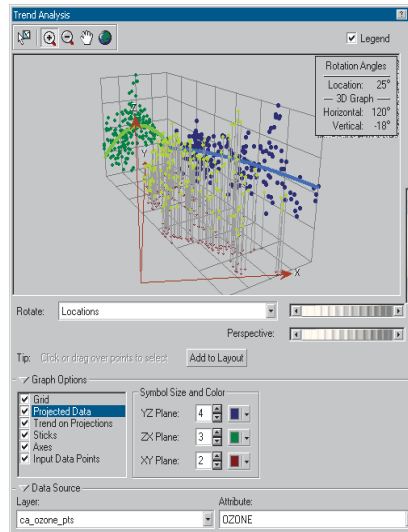 Trend Analysis ?
Legend
Rotation Angles
Location: 25°
— 3D Graph —
Horizontal: 120°
Vertical: -18°
Z
Y
X
Rotate: Locations
Perspective:
Tip: Click or drag over points to select Add to Layout
Graph Options
Grid
Projected Data
Trend on Projections
Sticks
Axes
Input Data Points
Symbol Size and Color
YZ Plane: 4
ZX Plane: 3
XY Plane: 2
Data Source
Layer: Attribute:
ca_ozone_pts OZONE